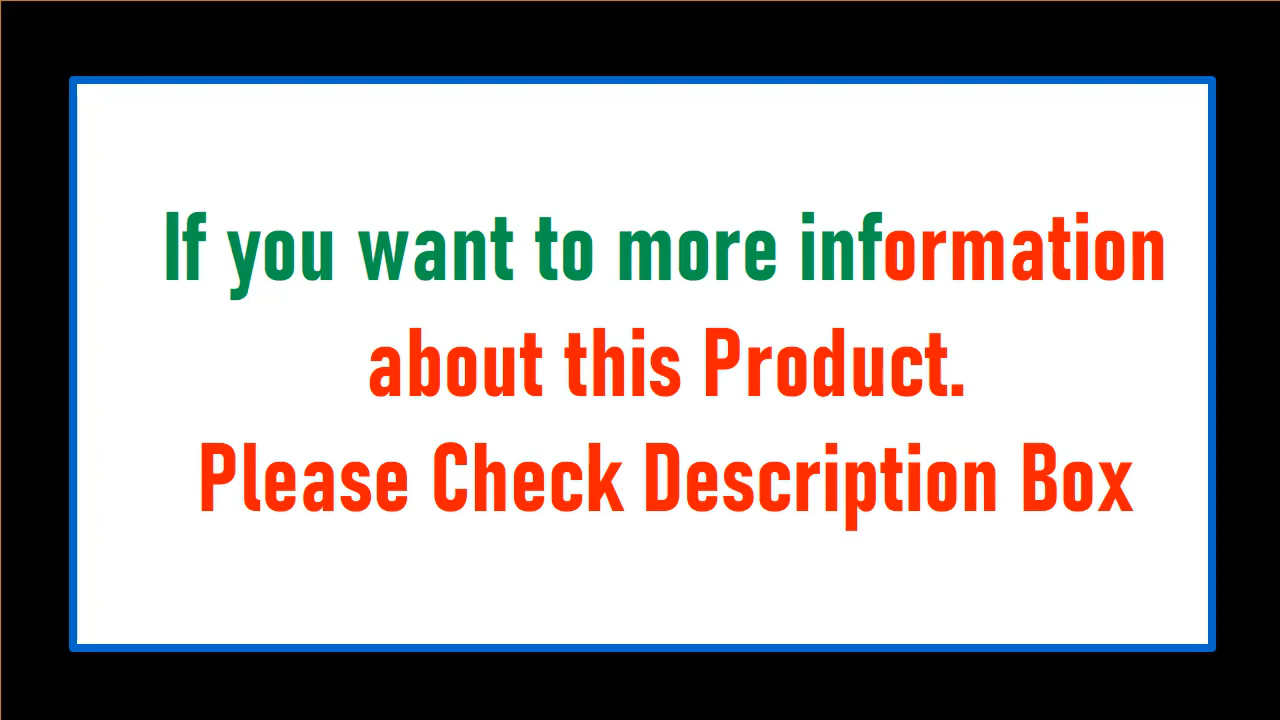 If you want to more information
about this Product.
Please Check Description Box